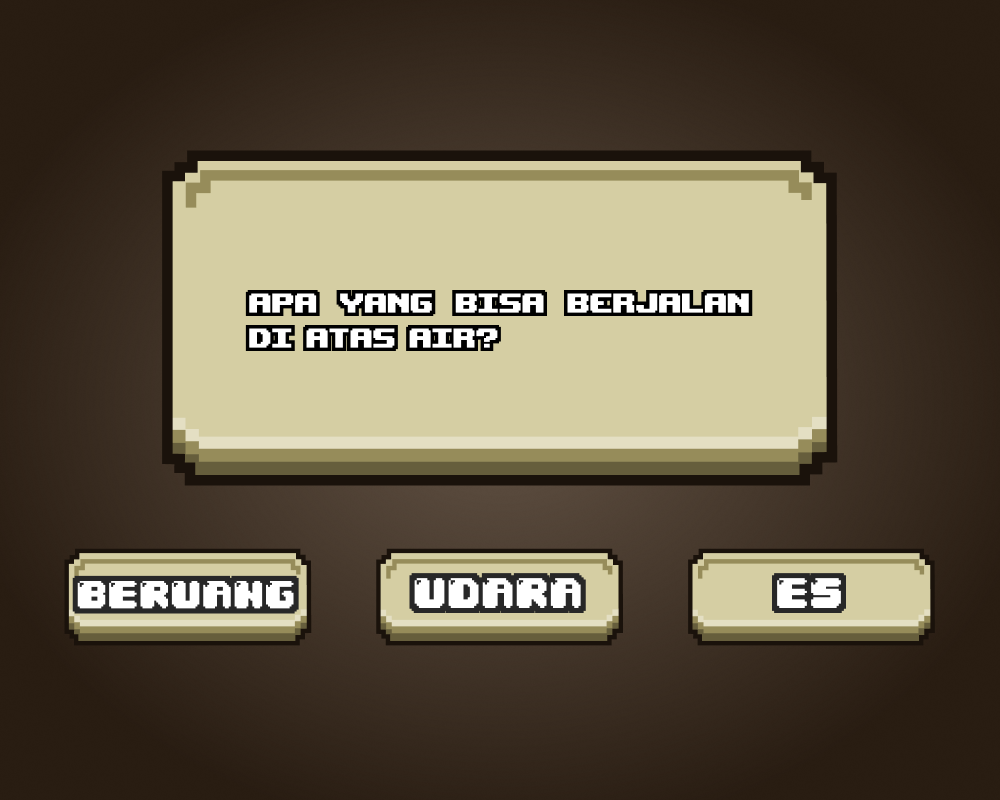 APA YANG BISA BERJALAN
DI ATAS AIR?
BERUANG
UDARA
ES